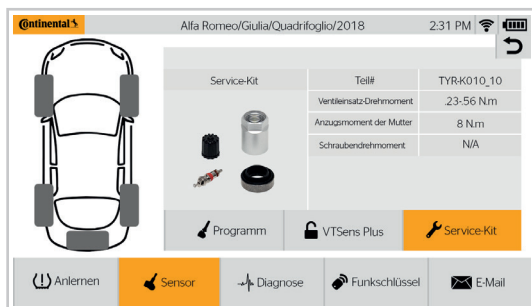 Continental
Alfa Romeo/Giulia/Quadrifoglio/2018
2:31 PM
Service-Kit
Teil# TYR-K010_10
Ventileinsatz-Drehmoment .23-.56 N.m
Anzugsmoment der Mutter 8 N.m
Schraubendrehmoment N/A
Programm VTSens Plus Service-Kit
Anlernen Sensor Diagnose Funkschlüssel E-Mail